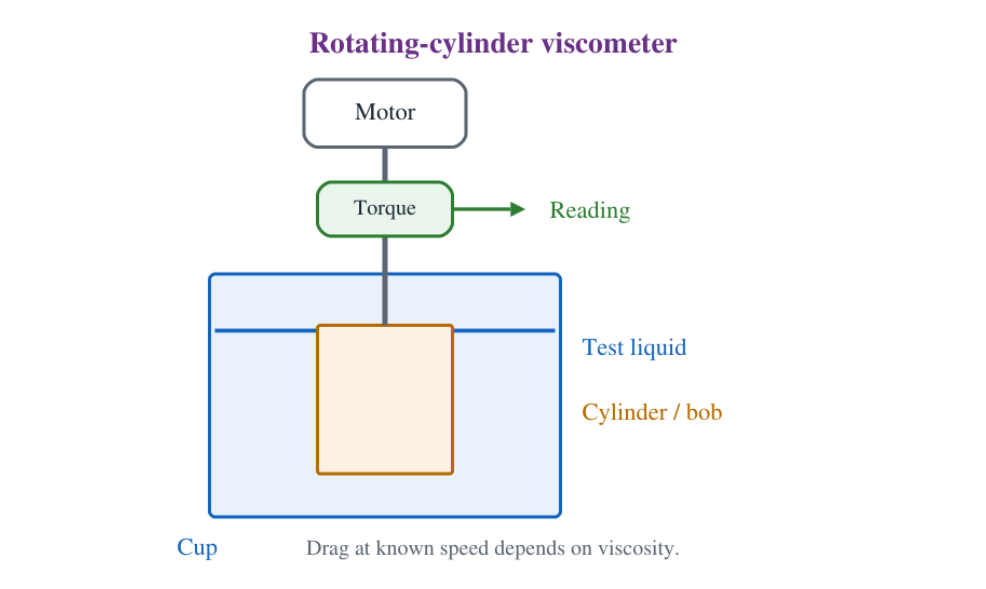 Rotating-cylinder viscometer
Motor
Torque
Reading
Test liquid
Cylinder / bob
Cup
Drag at known speed depends on viscosity.